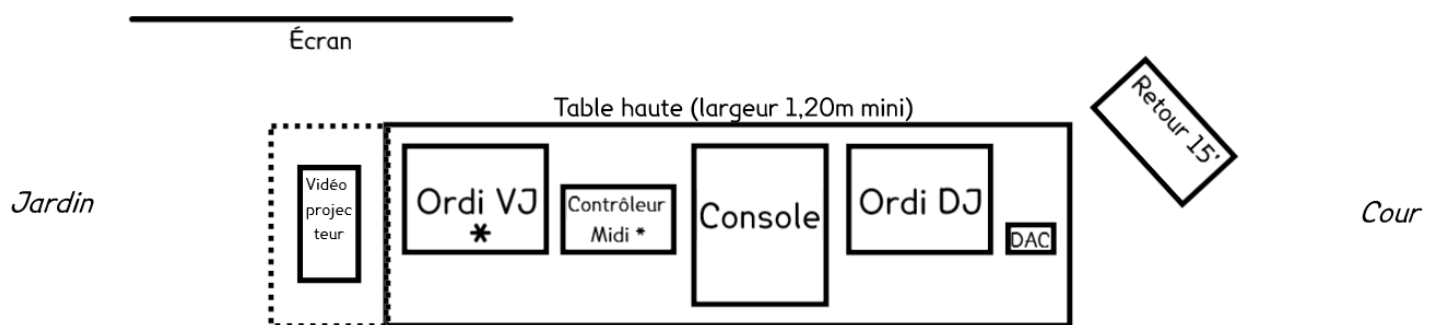 Écran
Table haute (largeur 1,20m mini)
Retour 15'
Jardin
Vidéo
projec
teur
Ordi VJ
*
Contrôleur
Midi *
Console
Ordi DJ
DAC
Cour